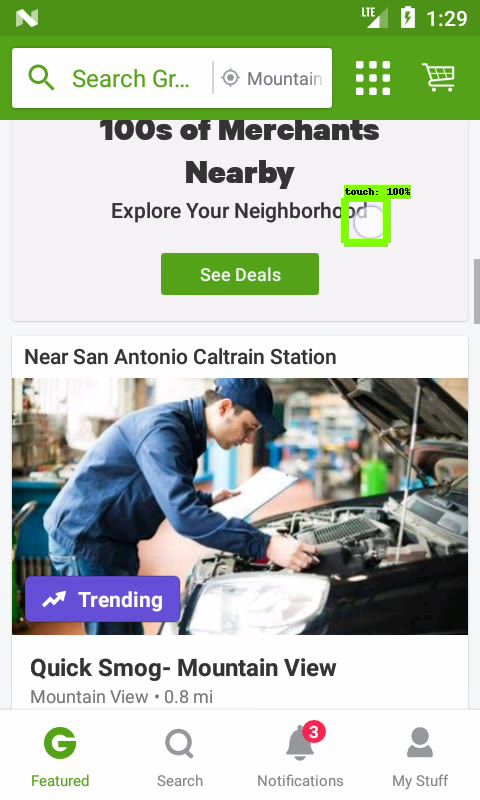 LTE
1:29
Search Gr...
Mountain
100s of Merchants
Nearby
touch: 100%
Explore Your Neighborhood
See Deals
Near San Antonio Caltrain Station
Trending
Quick Smog- Mountain View
Mountain View • 0.8 mi
3
G
Featured
Search
Notifications
My Stuff